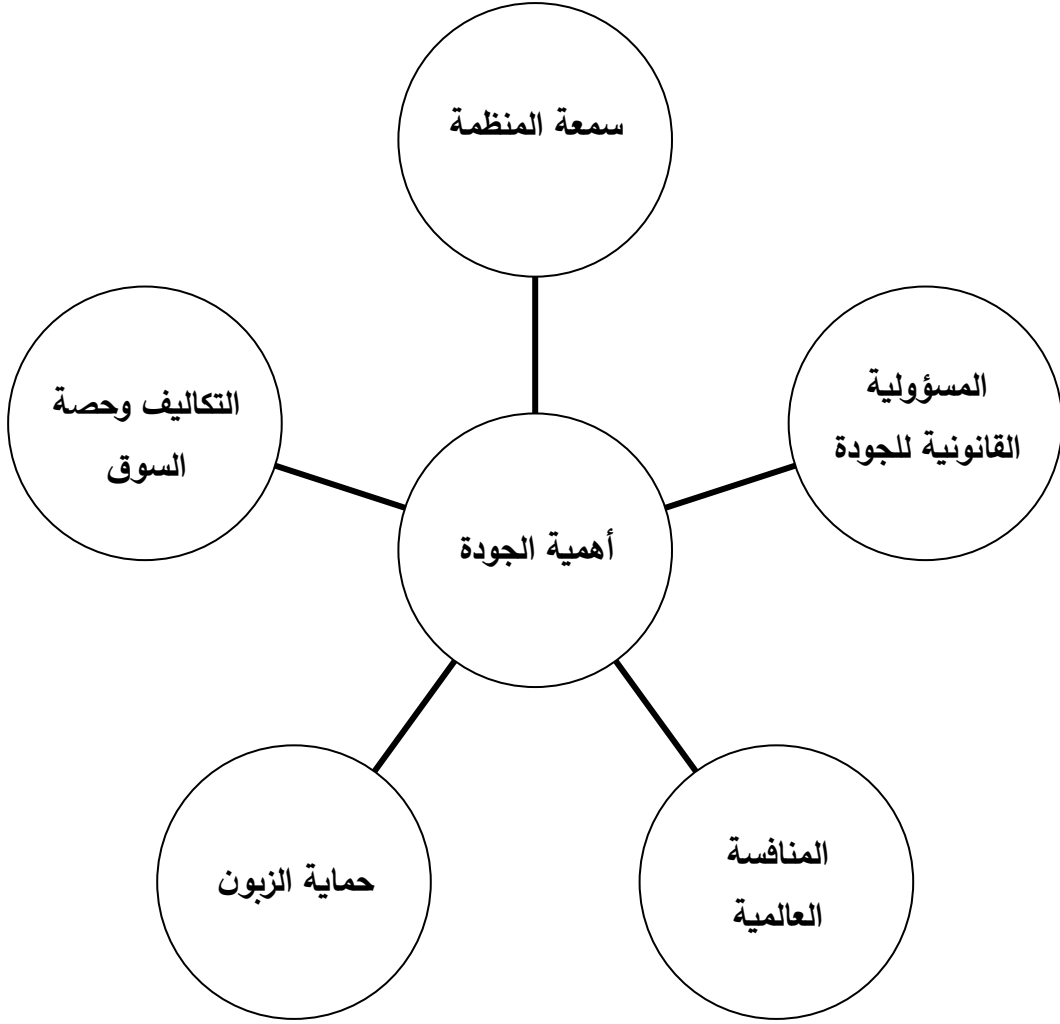 سمعة المنظمة
المسؤولية
القانونية للجودة
التكاليف وحصة
السوق
أهمية الجودة
المنافسة
العالمية
حماية الزبون